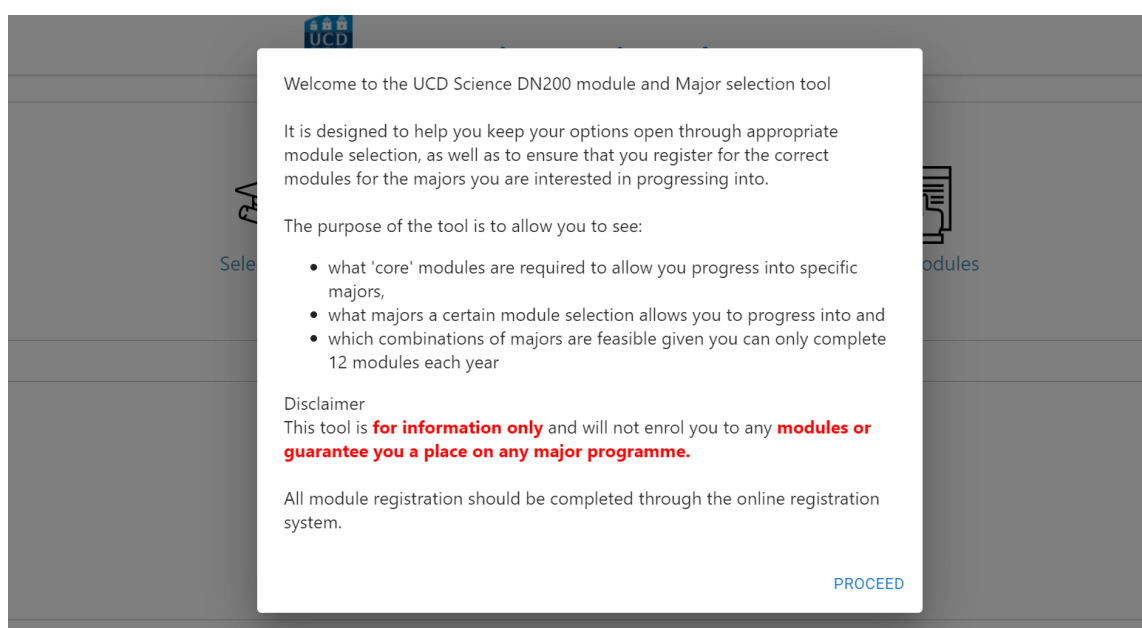 UCD
Welcome to the UCD Science DN200 module and Major selection tool
It is designed to help you keep your options open through appropriate
module selection, as well as to ensure that you register for the correct
modules for the majors you are interested in progressing into.
The purpose of the tool is to allow you to see:
Sele
odules
• what 'core' modules are required to allow you progress into specific
majors,
• what majors a certain module selection allows you to progress into and
• which combinations of majors are feasible given you can only complete
12 modules each year
Disclaimer
This tool is for information only and will not enrol you to any modules or
guarantee you a place on any major programme.
All module registration should be completed through the online registration
system.
PROCEED